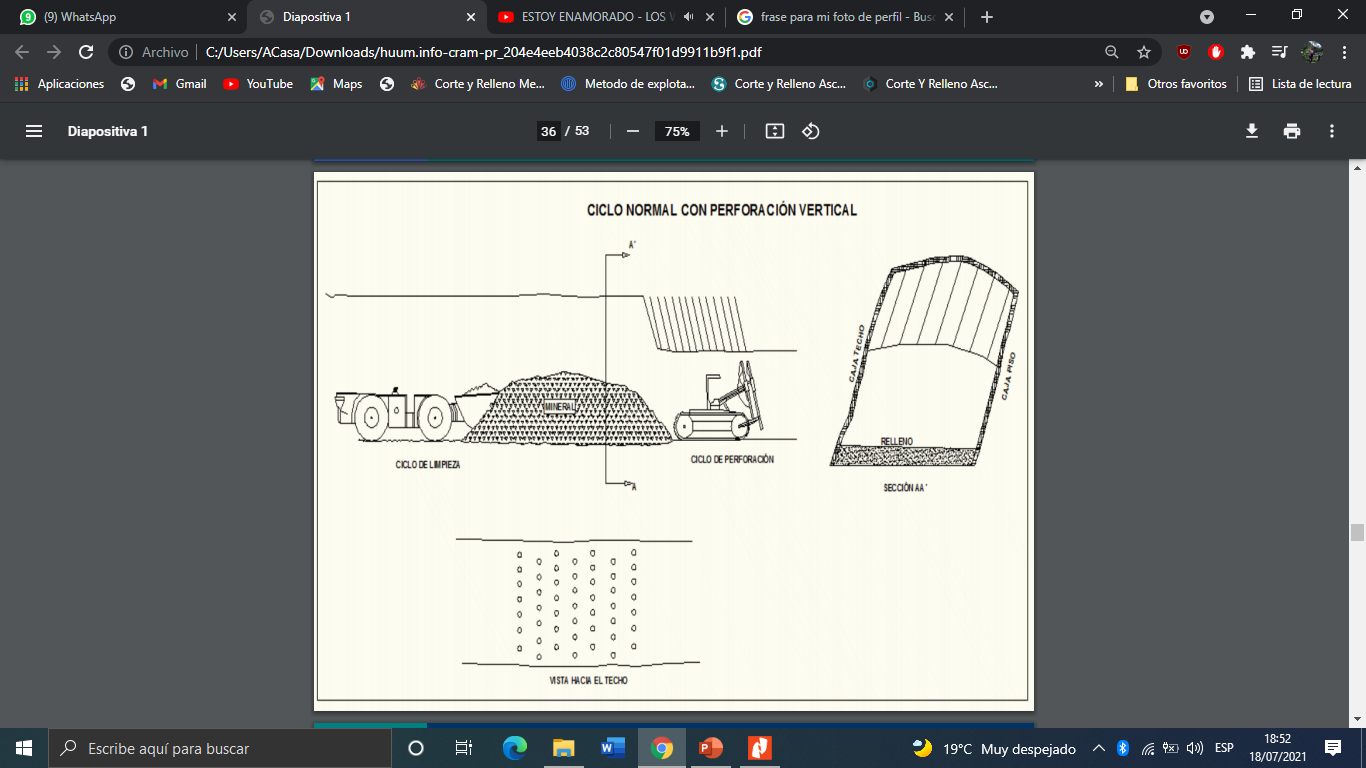 (9) WhatsApp
Diapositiva 1
ESTOY ENAMORADO - LOS
frase para mi foto de perfil - Bus
Archivo
C:/Users/ACasa/Downloads/huum.info-cram-pr_204e4eeb4038c2c80547f01d9911b9f1.pdf
Aplicaciones
Gmail
YouTube
Maps
Corte y Relleno Me...
Metodo de explota...
Corte y Relleno Asc...
Corte Y Relleno Asc...
»
Otros favoritos
Lista de lectura
Diapositiva 1
36 / 53
75%
CICLO NORMAL CON PERFORACIÓN VERTICAL
A'
CAJA TECHO
CAJA PISO
MINERAL
RELLENO
CICLO DE LIMPIEZA
CICLO DE PERFORACIÓN
A
SECCIÓN AA'
VISTA HACIA EL TECHO
Escribe aquí para buscar
19°C Muy despejado
ESP
18:52
18/07/2021